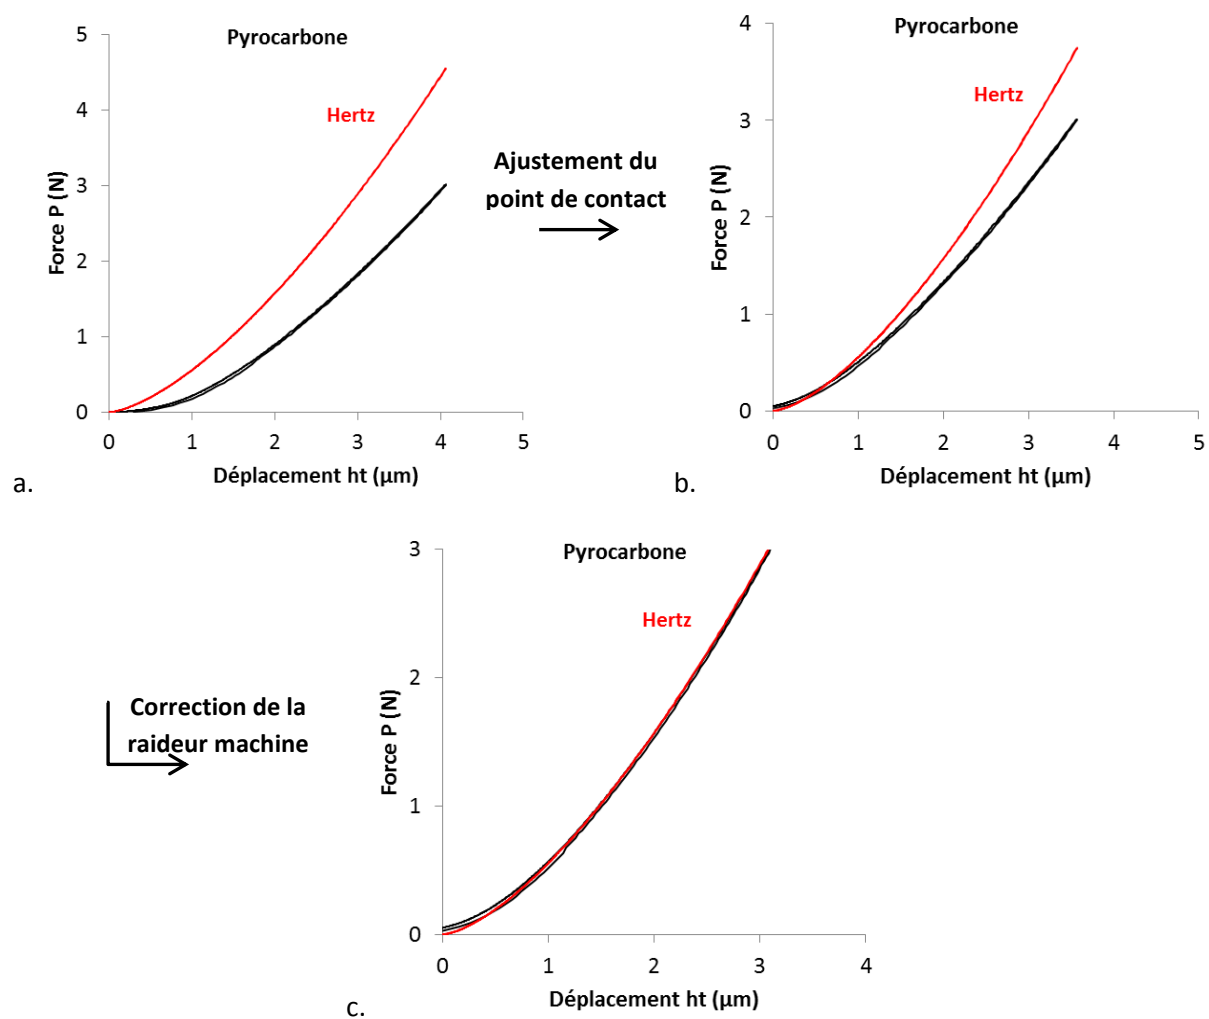 Pyrocarbone
5
4
3
2
1
0
Force P (N)
Hertz
0 1 2 3 4 5
Déplacement ht (µm)
a.
Ajustement du
point de contact
Pyrocarbone
4
3
2
1
0
Force P (N)
Hertz
0 1 2 3 4 5
Déplacement ht (µm)
b.
Correction de la
raideur machine
Pyrocarbone
3
2
1
0
Force P (N)
Hertz
0 1 2 3 4
Déplacement ht (µm)
c.